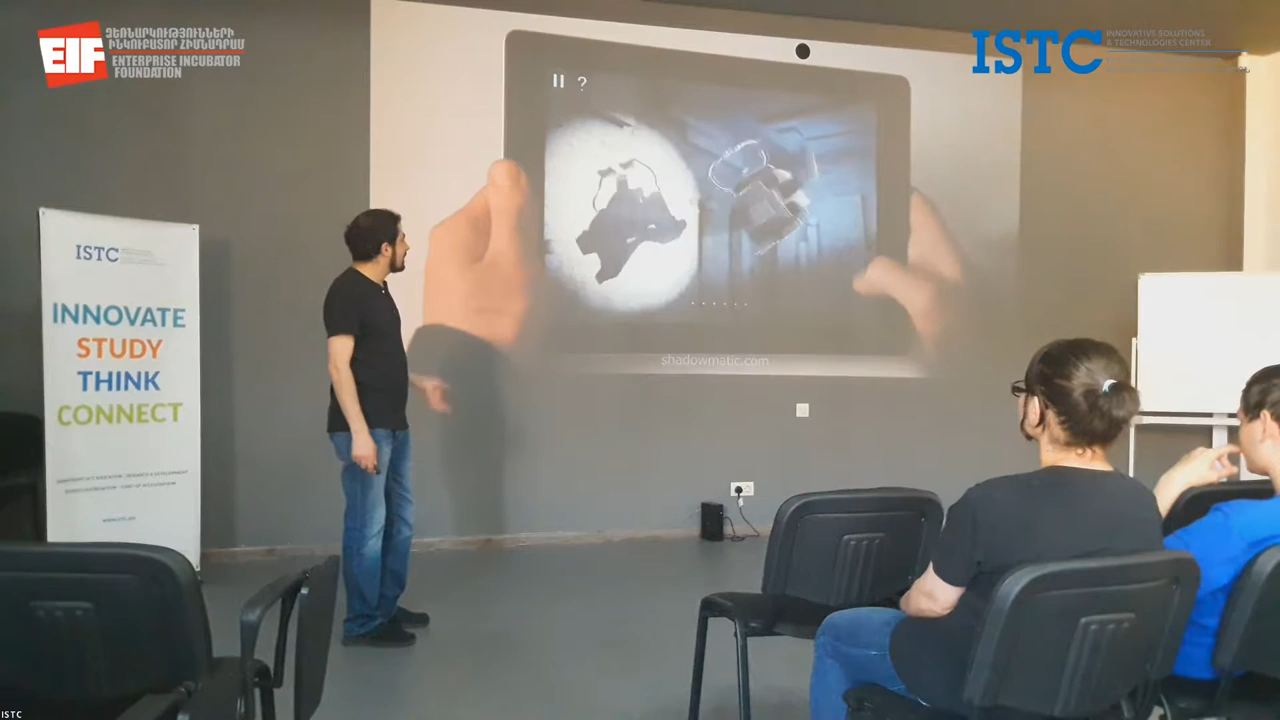 EIF
ՁԵՌՆԱՐԿՈՒԹՅՈՒՆՆԵՐԻ
ԻՆԿՈՒԲԱՏՈՐ ՀԻՄՆԱԴՐԱՄ
ENTERPRISE INCUBATOR
FOUNDATION
ISTC
INNOVATIVE SOLUTIONS
& TECHNOLOGIES CENTER
?
shadowmatic.com
ISTC
INNOVATE
STUDY
THINK
CONNECT
ISTC